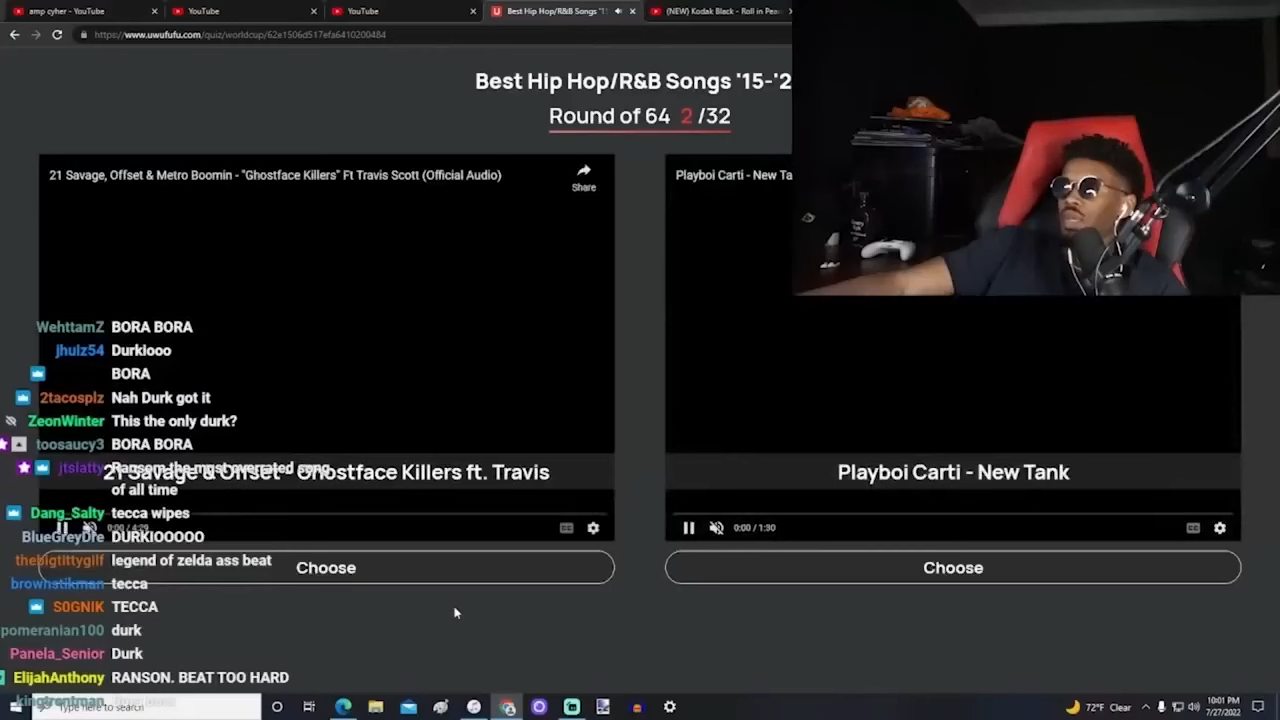 amp cyher - YouTube
YouTube
YouTube
Best Hip Hop/R&B Songs '1
(NEW) Kodak Black - Roll in Pea
https://www.uwufufu.com/quiz/worldcup/62e1506d517efa6410200484
Best Hip Hop/R&B Songs '15-'2
Round of 64 2 /32
21 Savage, Offset & Metro Boomin - "Ghostface Killers" Ft Travis Scott (Official Audio)
Share
Playboi Carti - New Ta
WehttamZ BORA BORA
jhulz54 Durkiooo
BORA
2tacosplz Nah Durk got it
ZeonWinter This the only durk?
toosaucy3 BORA BORA
jtslatty Ransom the most overrated song
of all time
21 Savage & Offset - Ghostface Killers ft. Travis
Playboi Carti - New Tank
Dang_Salty tecca wipes
0:00 / 4:29
0:00 / 1:30
BlueGreyDre DURKIOOOOO
thebigtittygilf legend of zelda ass beat
Choose
Choose
brownstikman tecca
S0GNIK TECCA
pomeranian100 durk
Panela_Senior Durk
ElijahAnthony RANSON. BEAT TOO HARD
kingtrentman
Type here to search
72°F Clear
10:01 PM
7/27/2022